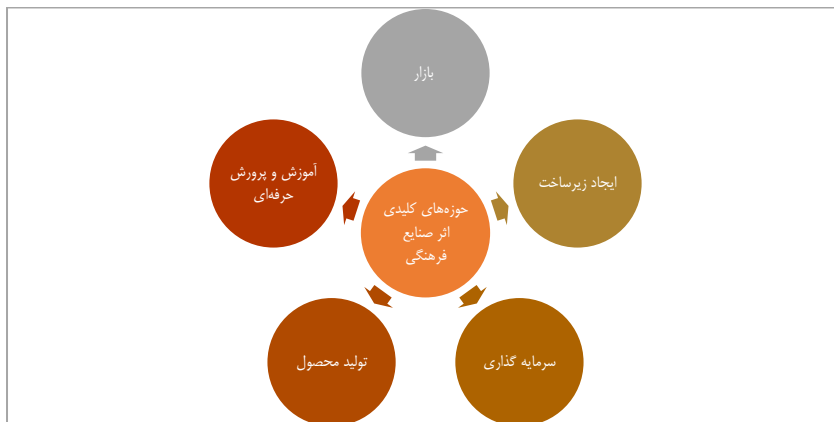 بازار
ایجاد زیرساخت
آموزش و پرورش
حرفه‌ای
حوزه‌های کلیدی
اثر صنایع
فرهنگی
سرمایه گذاری
تولید محصول